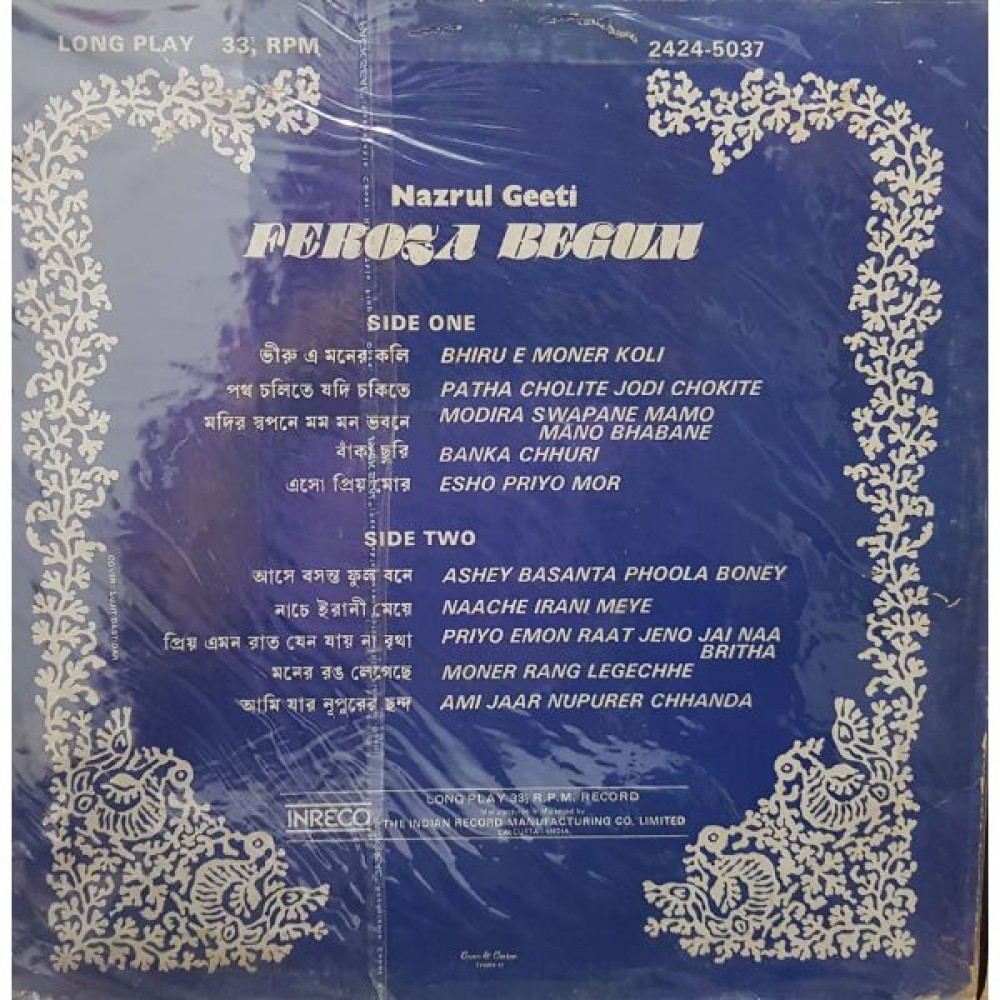 LONG PLAY 33⅓ RPM 2424-5037
Nazrul Geeti
FEROZA BEGUM
SIDE ONE
ভীরু এ মনের কলি BHIRU E MONER KOLI
পথ চলিতে যদি চকিতে PATHA CHOLITE JODI CHOKITE
মদির স্বপনে মম মন ভবনে MODIRA SWAPANE MAMO
MANO BHABANE
বাঁকা ছুরি BANKA CHHURI
এসো প্রিয় মোর ESHO PRIYO MOR
SIDE TWO
আসে বসন্ত ফুল বনে ASHEY BASANTA PHOOLA BONEY
নাচে ইরানী মেয়ে NAACHE IRANI MEYE
প্রিয় এমন রাত যেন যায় না বৃথা PRIYO EMON RAAT JENO JAI NAA
BRITHA
মনের রঙ লেগেছে MONER RANG LEGECHHE
আমি যার নূপুরের ছন্দ AMI JAAR NUPURER CHHANDA
LONG PLAY 33⅓ R.P.M. RECORD
INRECO
THE INDIAN RECORD MANUFACTURING CO. LIMITED
CALCUTTA INDIA